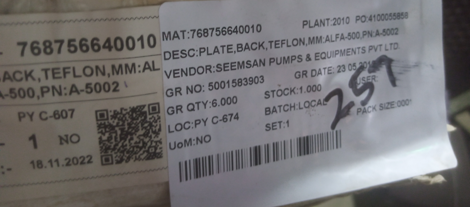 768756640010
BACK,TEFLON,MM:AL
A-500,PN:A-5002
PY C-607
1 NO
18.11.2022
MAT:768756640010 PLANT:2010 PO:4100055856
DESC:PLATE,BACK,TEFLON,MM:ALFA-500,PN:A-5002
VENDOR:SEEMSAN PUMPS & EQUIPMENTS PVT LTD.
GR NO: 5001583903 GR DATE: 23.05
GR QTY:6.000 STOCK:1.000 USER:
LOC:PY C-674 BATCH:LOCAL PACK SIZE:0001
UoM:NO SET:1
257